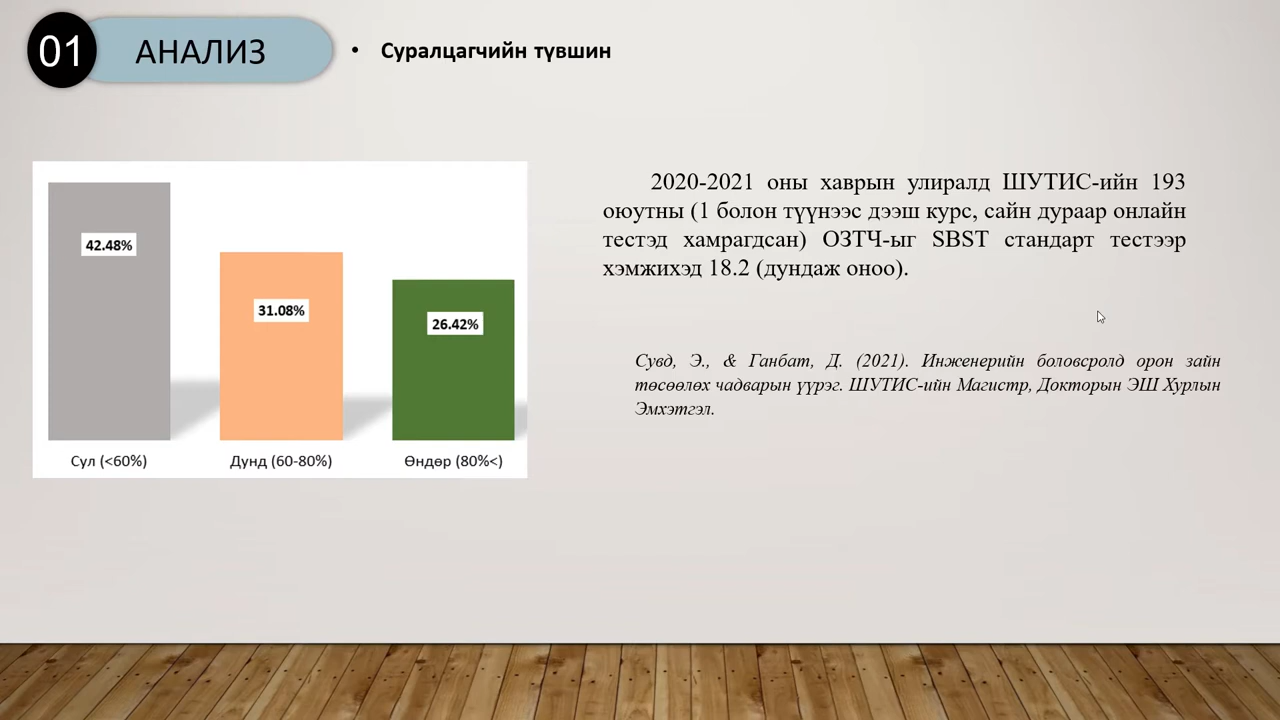 01
АНАЛИЗ
• Суралцагчийн түвшин
42.48%
31.08%
26.42%
Сул (<60%)
Дунд (60-80%)
Өндөр (80%<)
2020-2021 оны хаврын улиралд ШУТИС-ийн 193
оюутны (1 болон түүнээс дээш курс, сайн дураар онлайн
тестэд хамрагдсан) ОЗТЧ-ыг SBST стандарт тестээр
хэмжихэд 18.2 (дундаж оноо).
Сувд, Э., & Ганбат, Д. (2021). Инженерийн боловсролд орон зайн
төсөөлөх чадварын үүрэг. ШУТИС-ийн Магистр, Докторын ЭШ Хурлын
Эмхэтгэл.